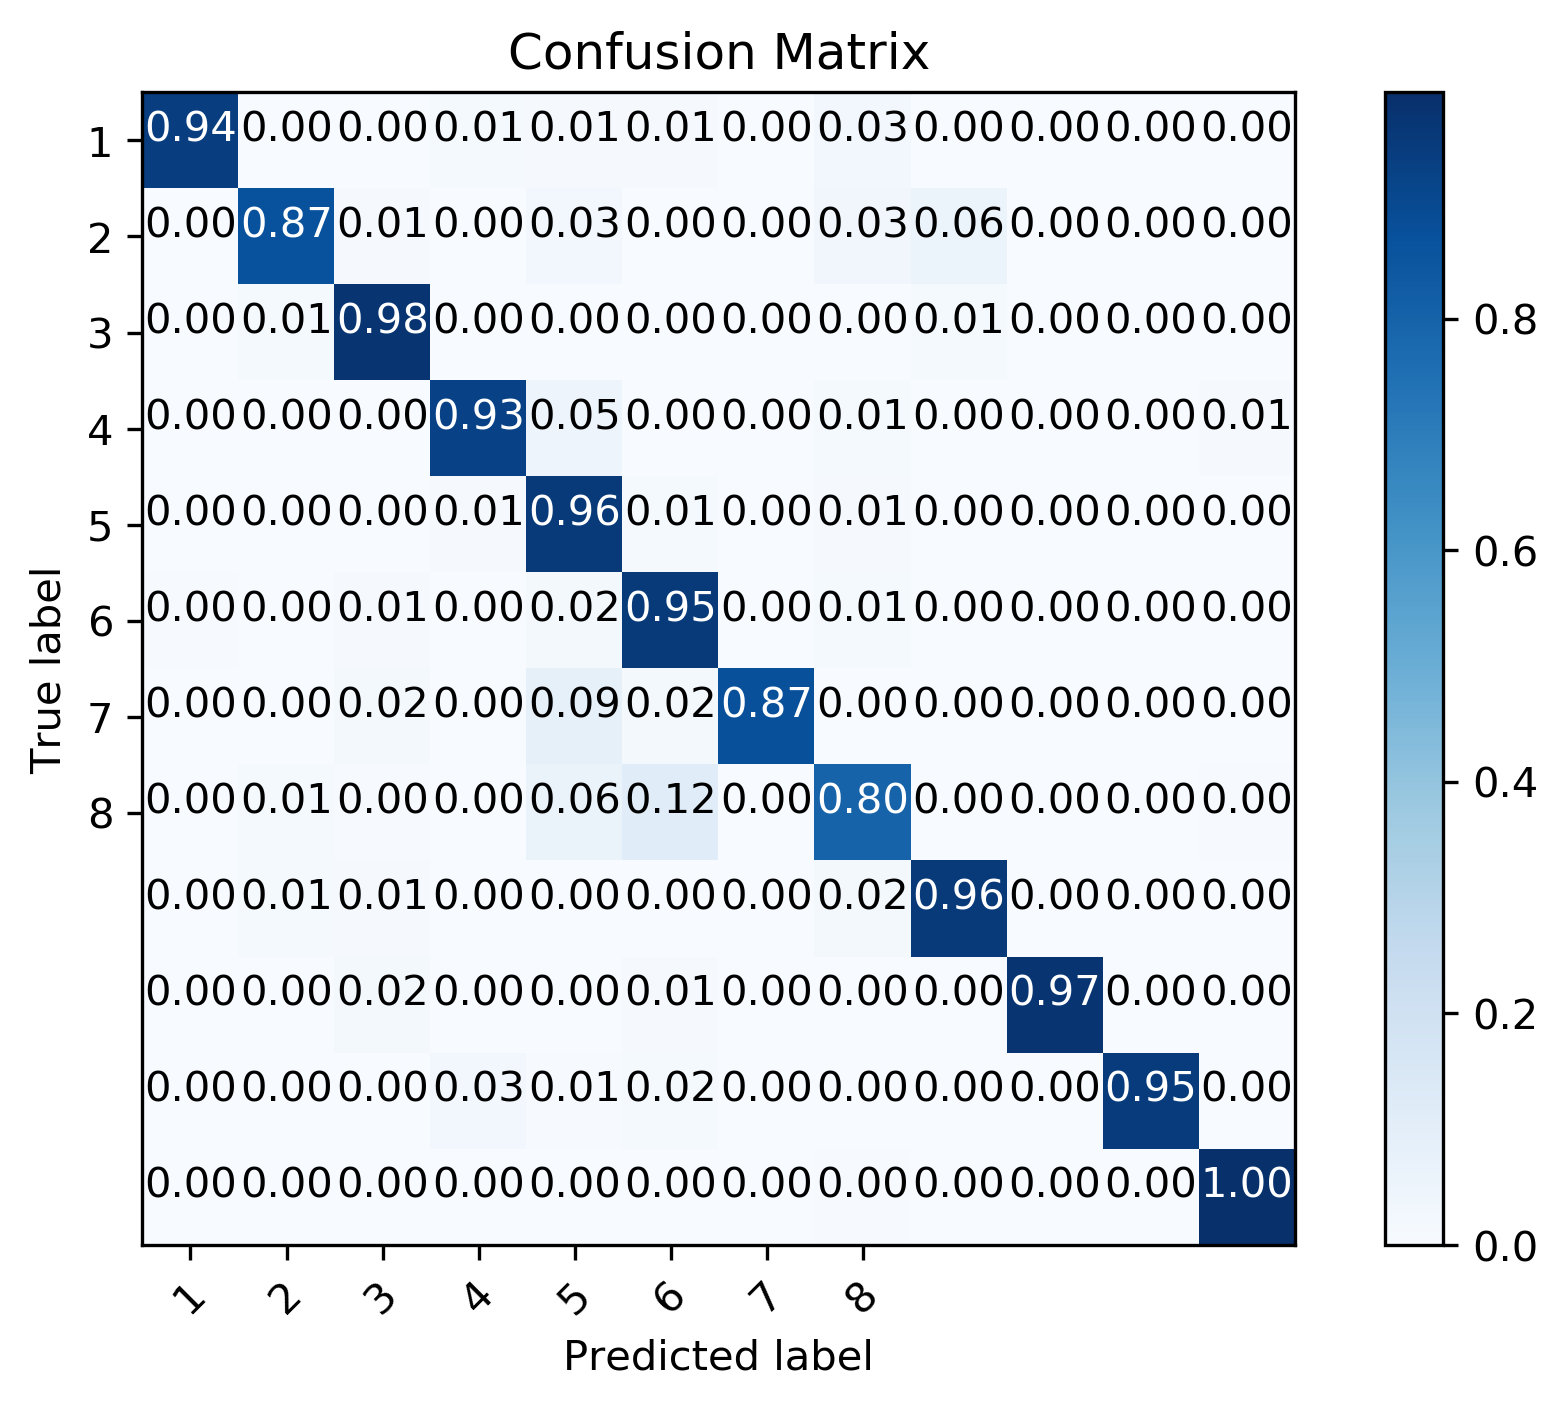 Confusion Matrix
1 0.94 0.00 0.00 0.01 0.01 0.01 0.00 0.03 0.00 0.00 0.00 0.00
2 0.00 0.87 0.01 0.00 0.03 0.00 0.00 0.03 0.06 0.00 0.00 0.00
3 0.00 0.01 0.98 0.00 0.00 0.00 0.00 0.00 0.01 0.00 0.00 0.00
4 0.00 0.00 0.00 0.93 0.05 0.00 0.00 0.01 0.00 0.00 0.00 0.01
5 0.00 0.00 0.00 0.01 0.96 0.01 0.00 0.01 0.00 0.00 0.00 0.00
6 0.00 0.00 0.01 0.00 0.02 0.95 0.00 0.01 0.00 0.00 0.00 0.00
7 0.00 0.00 0.02 0.00 0.09 0.02 0.87 0.00 0.00 0.00 0.00 0.00
8 0.00 0.01 0.00 0.00 0.06 0.12 0.00 0.80 0.00 0.00 0.00 0.00
0.00 0.01 0.01 0.00 0.00 0.00 0.00 0.02 0.96 0.00 0.00 0.00
0.00 0.00 0.02 0.00 0.00 0.01 0.00 0.00 0.00 0.97 0.00 0.00
0.00 0.00 0.00 0.03 0.01 0.02 0.00 0.00 0.00 0.00 0.95 0.00
0.00 0.00 0.00 0.00 0.00 0.00 0.00 0.00 0.00 0.00 0.00 1.00
1 2 3 4 5 6 7 8
Predicted label
True label
0.8
0.6
0.4
0.2
0.0